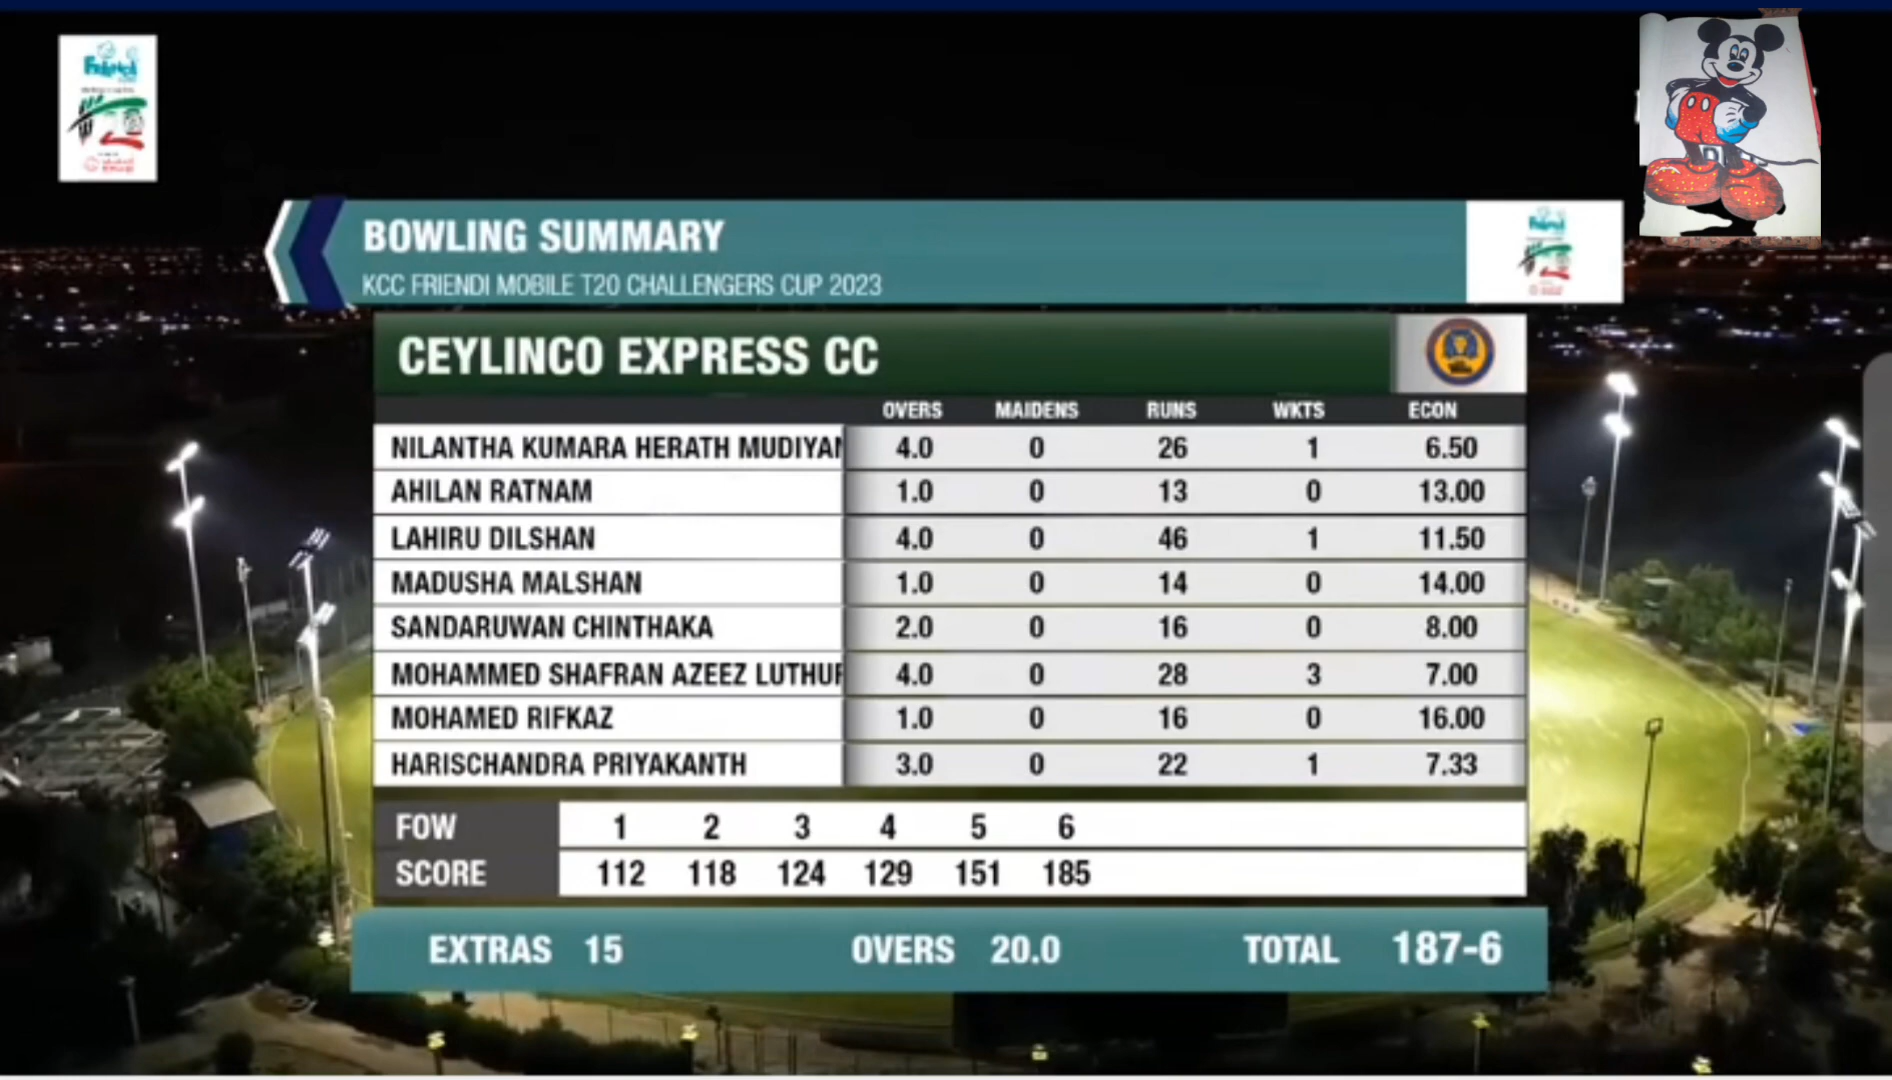 Friendi
BOWLING SUMMARY
KCC FRIENDI MOBILE T20 CHALLENGERS CUP 2023
CEYLINCO EXPRESS CC
OVERS MAIDENS RUNS WKTS ECON
NILANTHA KUMARA HERATH MUDIYAN 4.0 0 26 1 6.50
AHILAN RATNAM 1.0 0 13 0 13.00
LAHIRU DILSHAN 4.0 0 46 1 11.50
MADUSHA MALSHAN 1.0 0 14 0 14.00
SANDARUWAN CHINTHAKA 2.0 0 16 0 8.00
MOHAMMED SHAFRAN AZEEZ LUTHUF 4.0 0 28 3 7.00
MOHAMED RIFKAZ 1.0 0 16 0 16.00
HARISCHANDRA PRIYAKANTH 3.0 0 22 1 7.33
FOW 1 2 3 4 5 6
SCORE 112 118 124 129 151 185
EXTRAS 15 OVERS 20.0 TOTAL 187-6